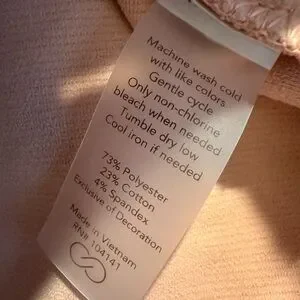 Machine wash cold
with like colors
Gentle cycle
Only non-chlorine
bleach when needed
Tumble dry low
Cool iron if needed
73% Polyester
23% Cotton
4% Spandex
Exclusive of Decoration
Made in Vietnam
RN# 104141